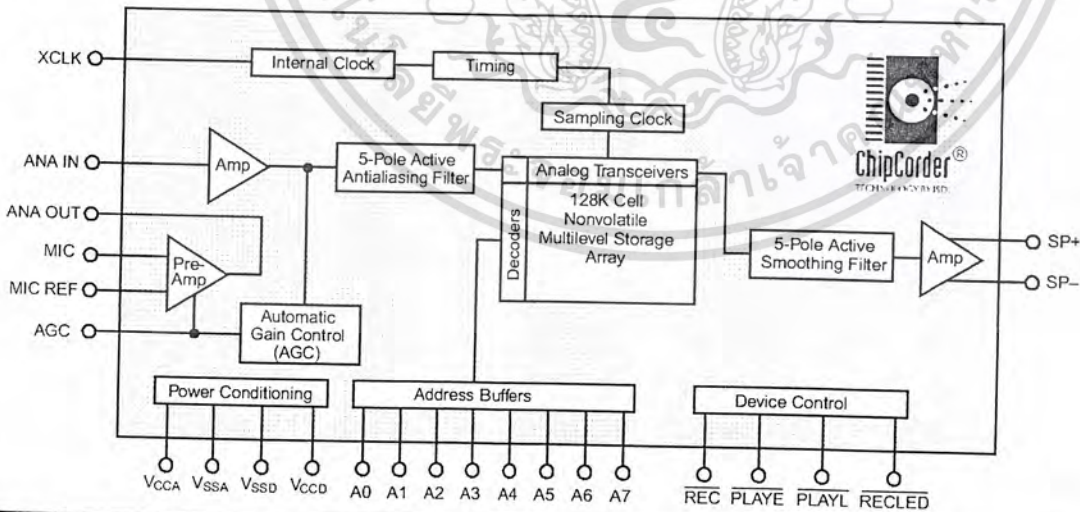 XCLK
Internal Clock
Timing
Sampling Clock
ANA IN
Amp
5-Pole Active
Antialiasing Filter
Analog Transceivers
ChipCorder®
ANA OUT
Decoders
128K Cell
Nonvolatile
Multilevel Storage
Array
MIC
Pre-
Amp
MIC REF
5-Pole Active
Smoothing Filter
Amp
SP+
SP–
AGC
Automatic
Gain Control
(AGC)
Power Conditioning
Address Buffers
Device Control
VCCA VSSA VSSD VCCD
A0 A1 A2 A3 A4 A5 A6 A7
REC PLAYE PLAYL RECLED